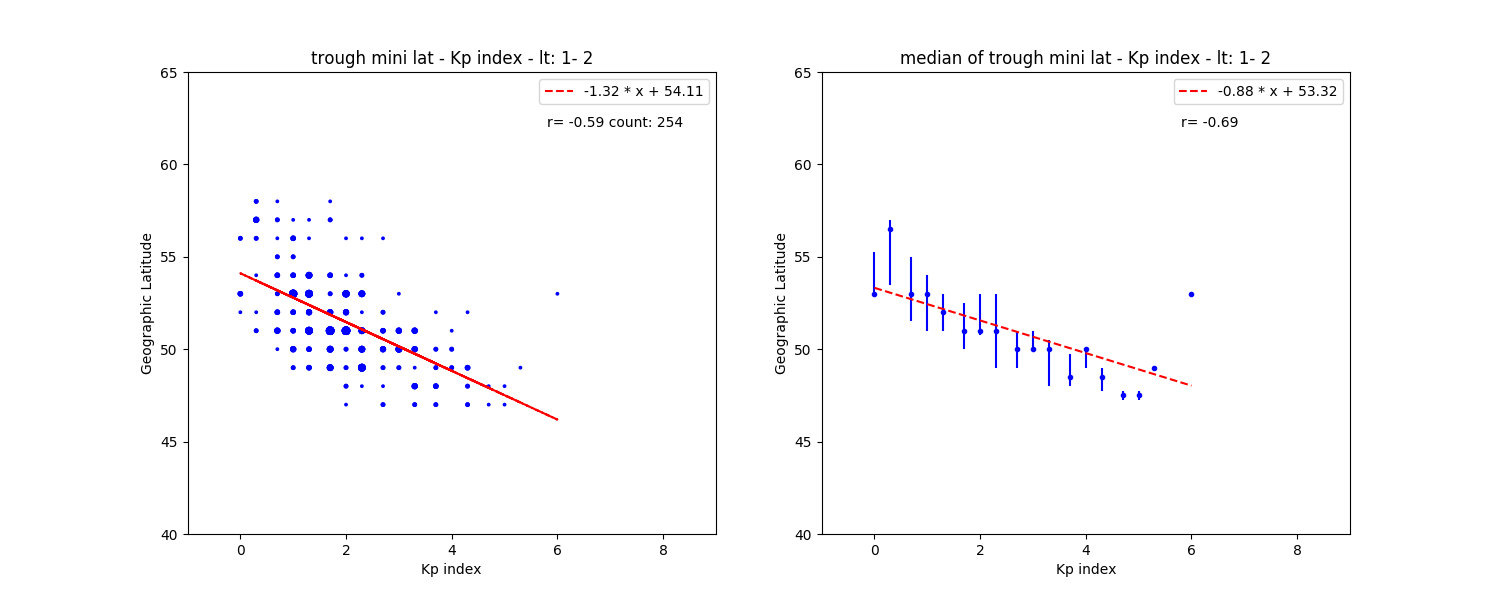 trough mini lat - Kp index - lt: 1- 2
-1.32 * x + 54.11
r= -0.59 count: 254
65
60
55
50
45
40
Geographic Latitude
0 2 4 6 8
Kp index
median of trough mini lat - Kp index - lt: 1- 2
-0.88 * x + 53.32
r= -0.69
65
60
55
50
45
40
Geographic Latitude
0 2 4 6 8
Kp index